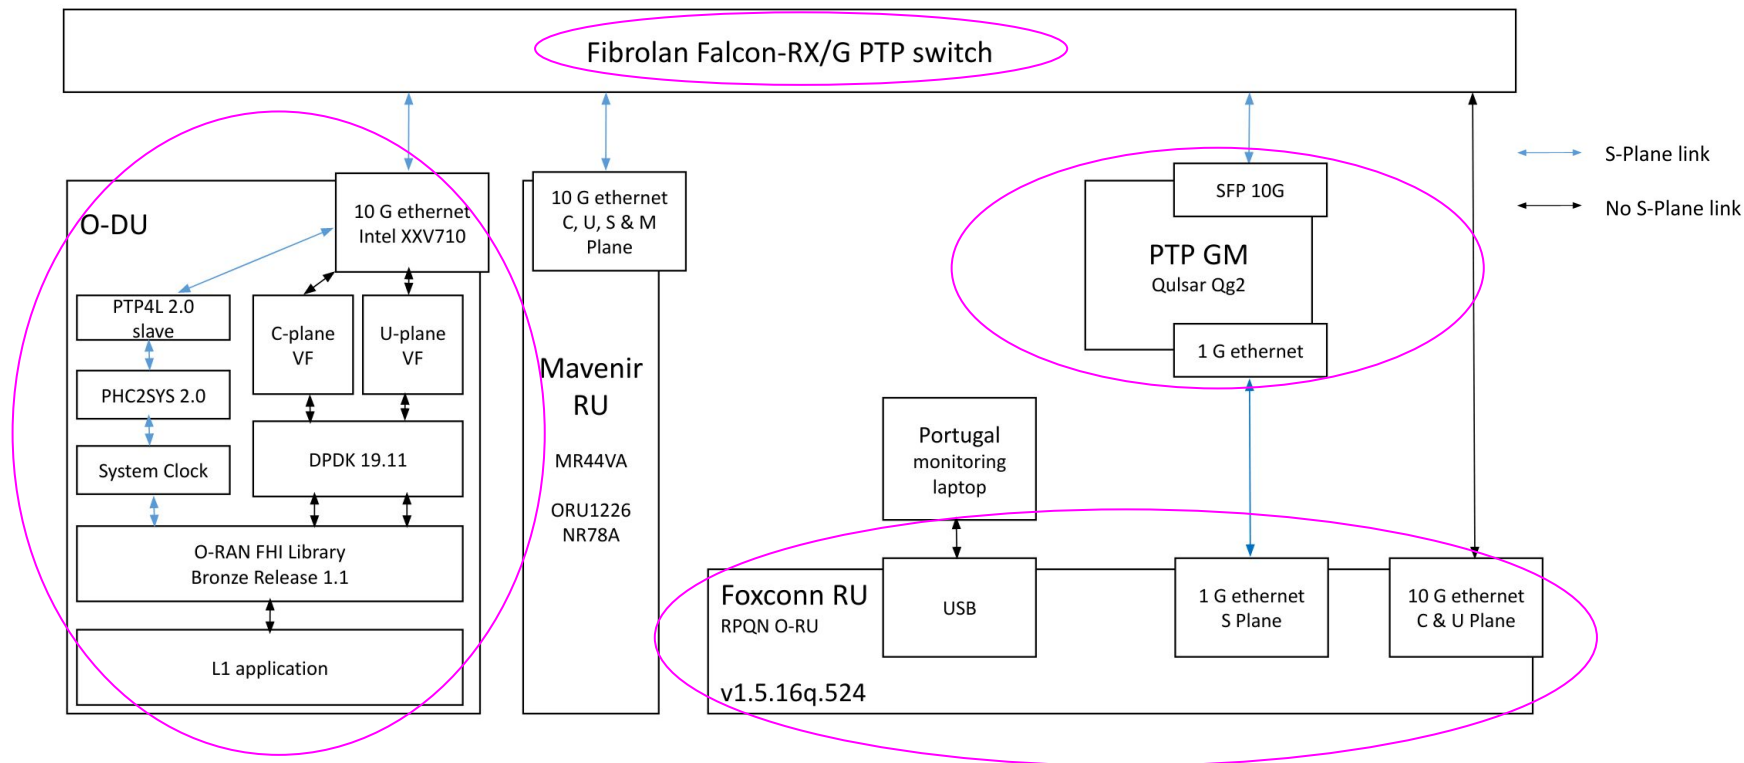 Fibrolan Falcon-RX/G PTP switch
S-Plane link
No S-Plane link
O-DU
10 G ethernet
Intel XXV710
PTP4L 2.0
slave
PHC2SYS 2.0
System Clock
C-plane
VF
U-plane
VF
DPDK 19.11
O-RAN FHI Library
Bronze Release 1.1
L1 application
10 G ethernet
C, U, S & M
Plane
Mavenir
RU
MR44VA
ORU1226
NR78A
SFP 10G
PTP GM
Qulsar Qg2
1 G ethernet
Portugal
monitoring
laptop
Foxconn RU
RPQN O-RU
v1.5.16q.524
USB
1 G ethernet
S Plane
10 G ethernet
C & U Plane